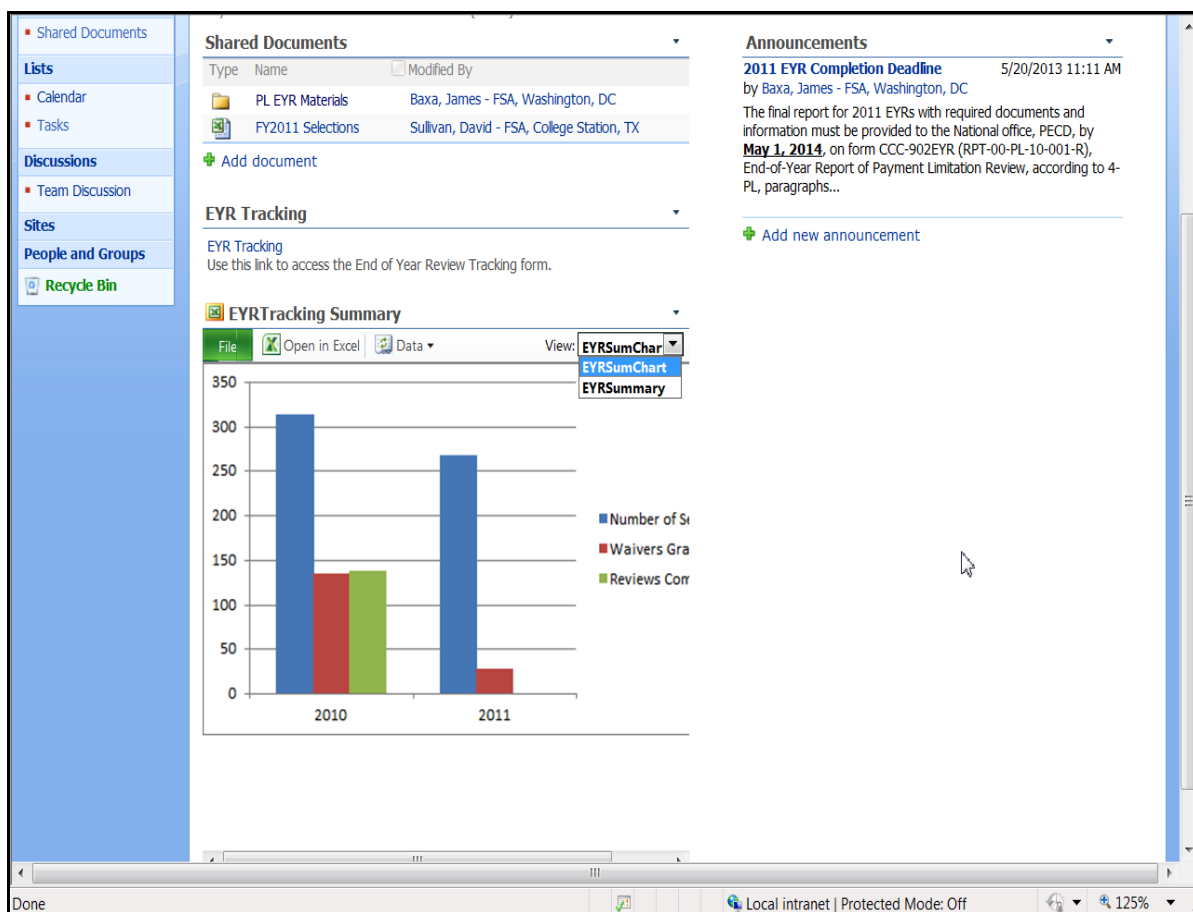 Shared Documents
Lists
Calendar
Tasks
Discussions
Team Discussion
Sites
People and Groups
Recycle Bin
Shared Documents
Type Name Modified By
PL EYR Materials Baxa, James - FSA, Washington, DC
FY2011 Selections Sullivan, David - FSA, College Station, TX
Add document
EYR Tracking
EYR Tracking
Use this link to access the End of Year Review Tracking form.
EYRTracking Summary
File Open in Excel Data View: EYRSumChar
EYRSumChart
EYRSummary
350
300
250
200
150
100
50
0
2010 2011
Number of Se
Waivers Gra
Reviews Com
Announcements
2011 EYR Completion Deadline 5/20/2013 11:11 AM
by Baxa, James - FSA, Washington, DC
The final report for 2011 EYRs with required documents and
information must be provided to the National office, PECD, by
May 1, 2014, on form CCC-902EYR (RPT-00-PL-10-001-R),
End-of-Year Report of Payment Limitation Review, according to 4-
PL, paragraphs...
Add new announcement
Done Local intranet | Protected Mode: Off 125%